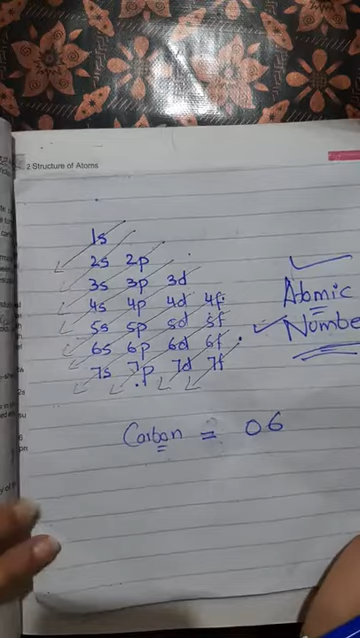 2 Structure of Atoms
1s
2s 2p
3s 3p 3d
4s 4p 4d 4f
5s 5p 5d 5f
6s 6p 6d 6f
7s 7p 7d 7f
Atomic
Number
Carbon = 06